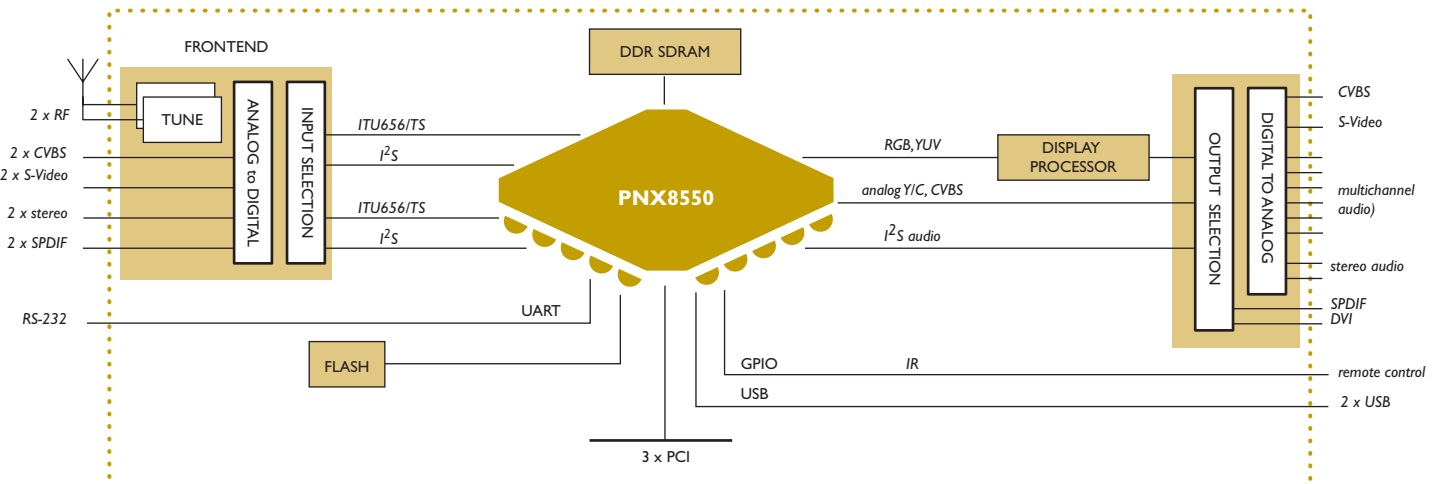 FRONTEND
DDR SDRAM
2 x RF
TUNE
ANALOG to DIGITAL
INPUT SELECTION
2 x CVBS
2 x S-Video
2 x stereo
2 x SPDIF
ITU656/TS
I²S
ITU656/TS
I²S
PNX8550
RGB,YUV
DISPLAY
PROCESSOR
analog Y/C, CVBS
I²S audio
OUTPUT SELECTION
DIGITAL TO ANALOG
CVBS
S-Video
multichannel
audio)
stereo audio
SPDIF
DVI
RS-232
UART
FLASH
GPIO
IR
remote control
USB
2 x USB
3 x PCI